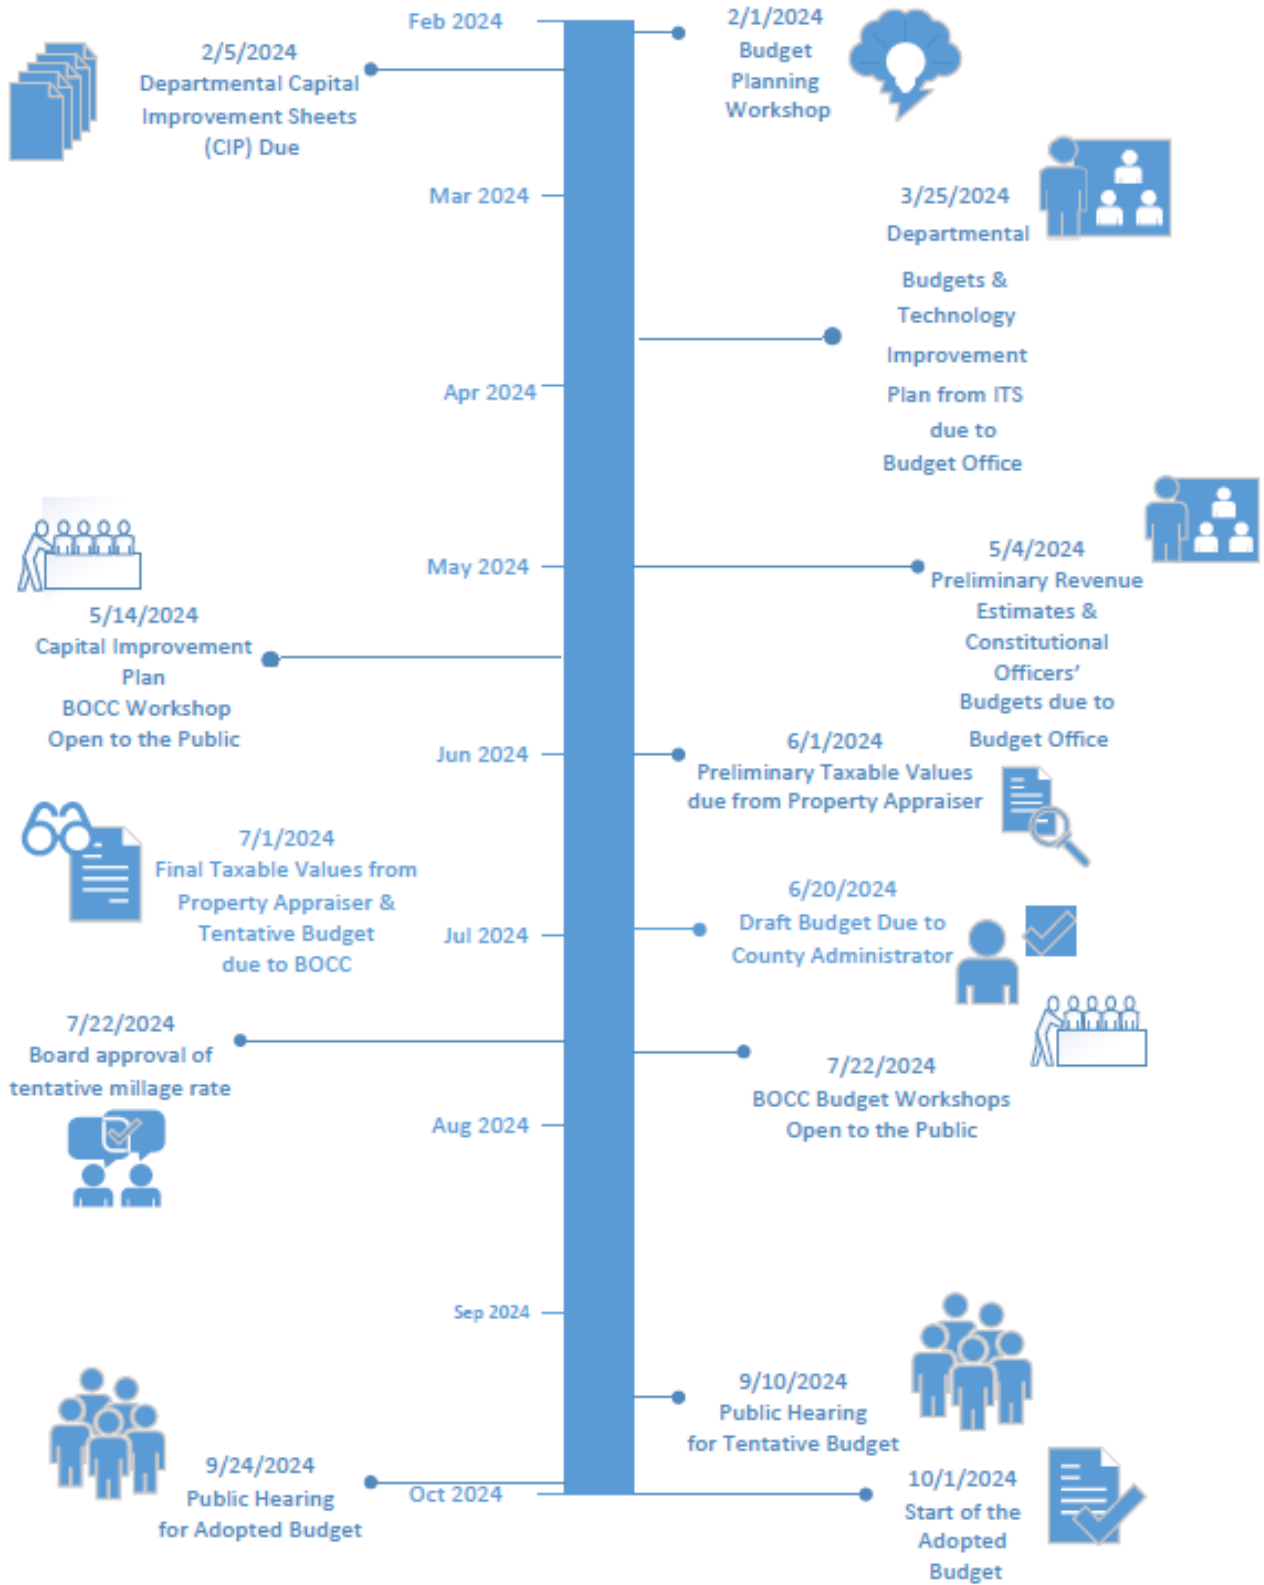 Feb 2024
2/1/2024
Budget
Planning
Workshop
2/5/2024
Departmental Capital
Improvement Sheets
(CIP) Due
Mar 2024
3/25/2024
Departmental
Budgets &
Technology
Improvement
Plan from ITS
due to
Budget Office
Apr 2024
May 2024
5/4/2024
Preliminary Revenue
Estimates &
Constitutional
Officers’
Budgets due to
Budget Office
5/14/2024
Capital Improvement
Plan
BOCC Workshop
Open to the Public
Jun 2024
6/1/2024
Preliminary Taxable Values
due from Property Appraiser
7/1/2024
Final Taxable Values from
Property Appraiser &
Tentative Budget
due to BOCC
6/20/2024
Draft Budget Due to
County Administrator
Jul 2024
7/22/2024
Board approval of
tentative millage rate
7/22/2024
BOCC Budget Workshops
Open to the Public
Aug 2024
Sep 2024
9/10/2024
Public Hearing
for Tentative Budget
9/24/2024
Public Hearing
for Adopted Budget
Oct 2024
10/1/2024
Start of the
Adopted
Budget